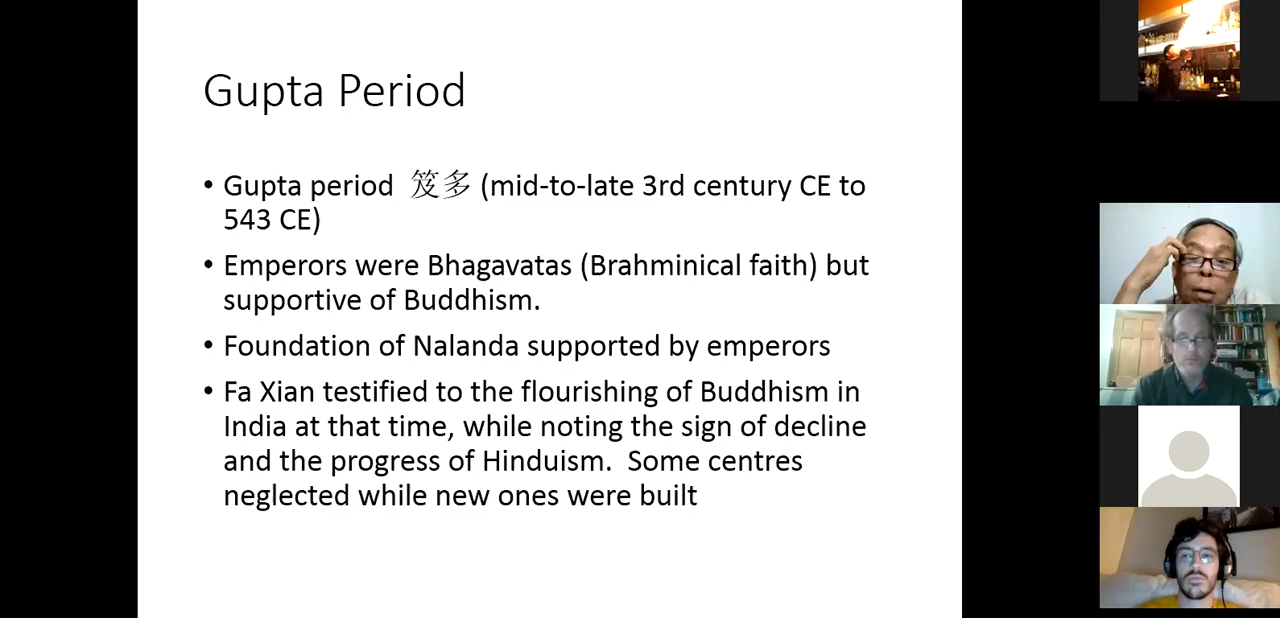 Gupta Period
• Gupta period 笈多 (mid-to-late 3rd century CE to
543 CE)
• Emperors were Bhagavatas (Brahminical faith) but
supportive of Buddhism.
• Foundation of Nalanda supported by emperors
• Fa Xian testified to the flourishing of Buddhism in
India at that time, while noting the sign of decline
and the progress of Hinduism.  Some centres
neglected while new ones were built